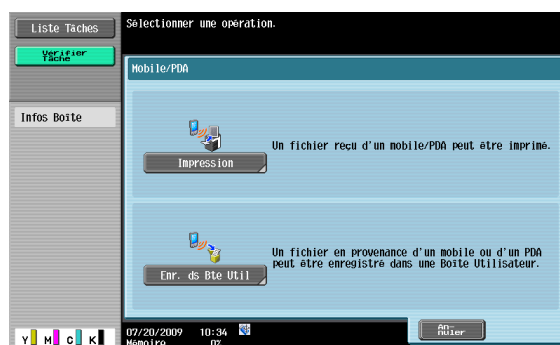 Liste Tâches
Sélectionner une opération.
Vérifier
Tâche
Mobile/PDA
Infos Boîte
Un fichier reçu d'un mobile/PDA peut être imprimé.
Impression
Un fichier en provenance d'un mobile ou d'un PDA
peut être enregistré dans une Boîte Utilisateur.
Enr. ds Bte Util
An-
nuler
07/20/2009 10:34
Mémoire 0%
Y M C K